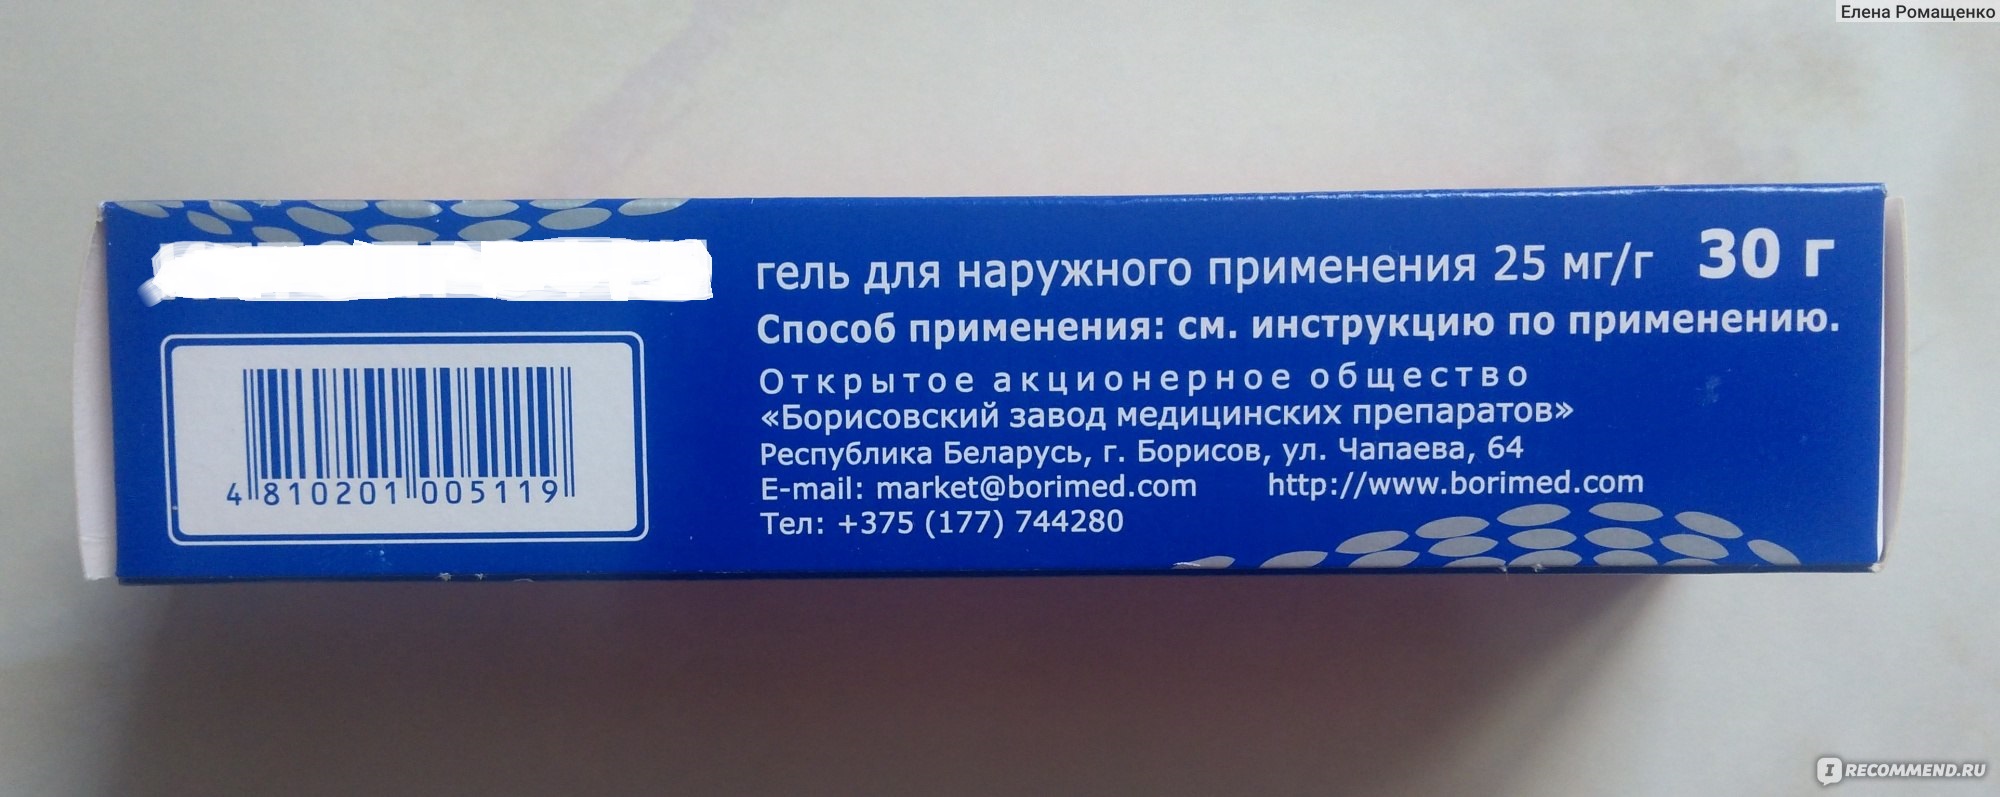 Елена Ромащенко
гель для наружного применения 25 мг/г 30 г
Способ применения: см. инструкцию по применению.
Открытое акционерное общество
«Борисовский завод медицинских препаратов»
Республика Беларусь, г. Борисов, ул. Чапаева, 64
E-mail: market@borimed.com http://www.borimed.com
Тел: +375 (177) 744280
4 810201 005119
IRECOMMEND.RU